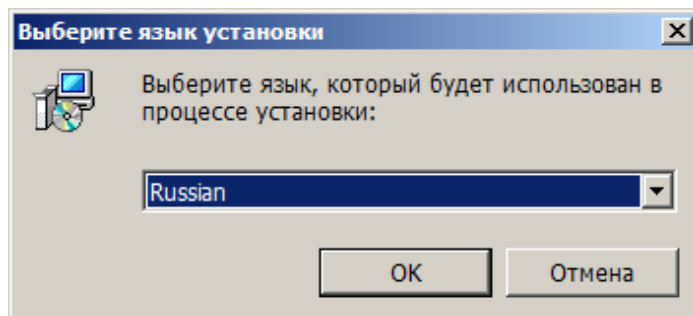 Выберите язык установки
Выберите язык, который будет использован в
процессе установки:
Russian
OK
Отмена